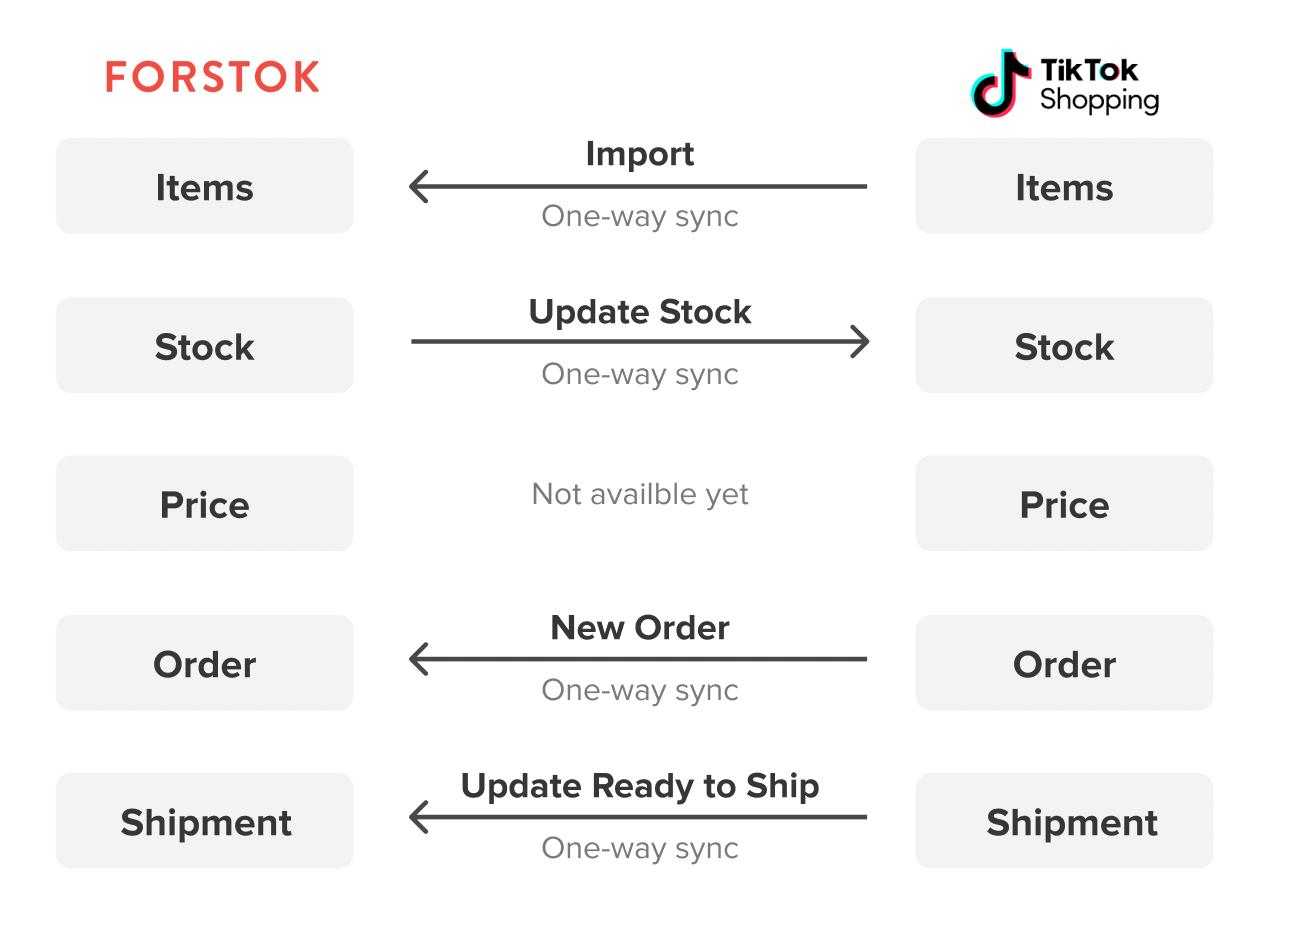 FORSTOK
TikTok
Shopping
Import
Items
Items
One-way sync
Update Stock
Stock
Stock
One-way sync
Price
Not availble yet
Price
New Order
Order
Order
One-way sync
Update Ready to Ship
Shipment
Shipment
One-way sync